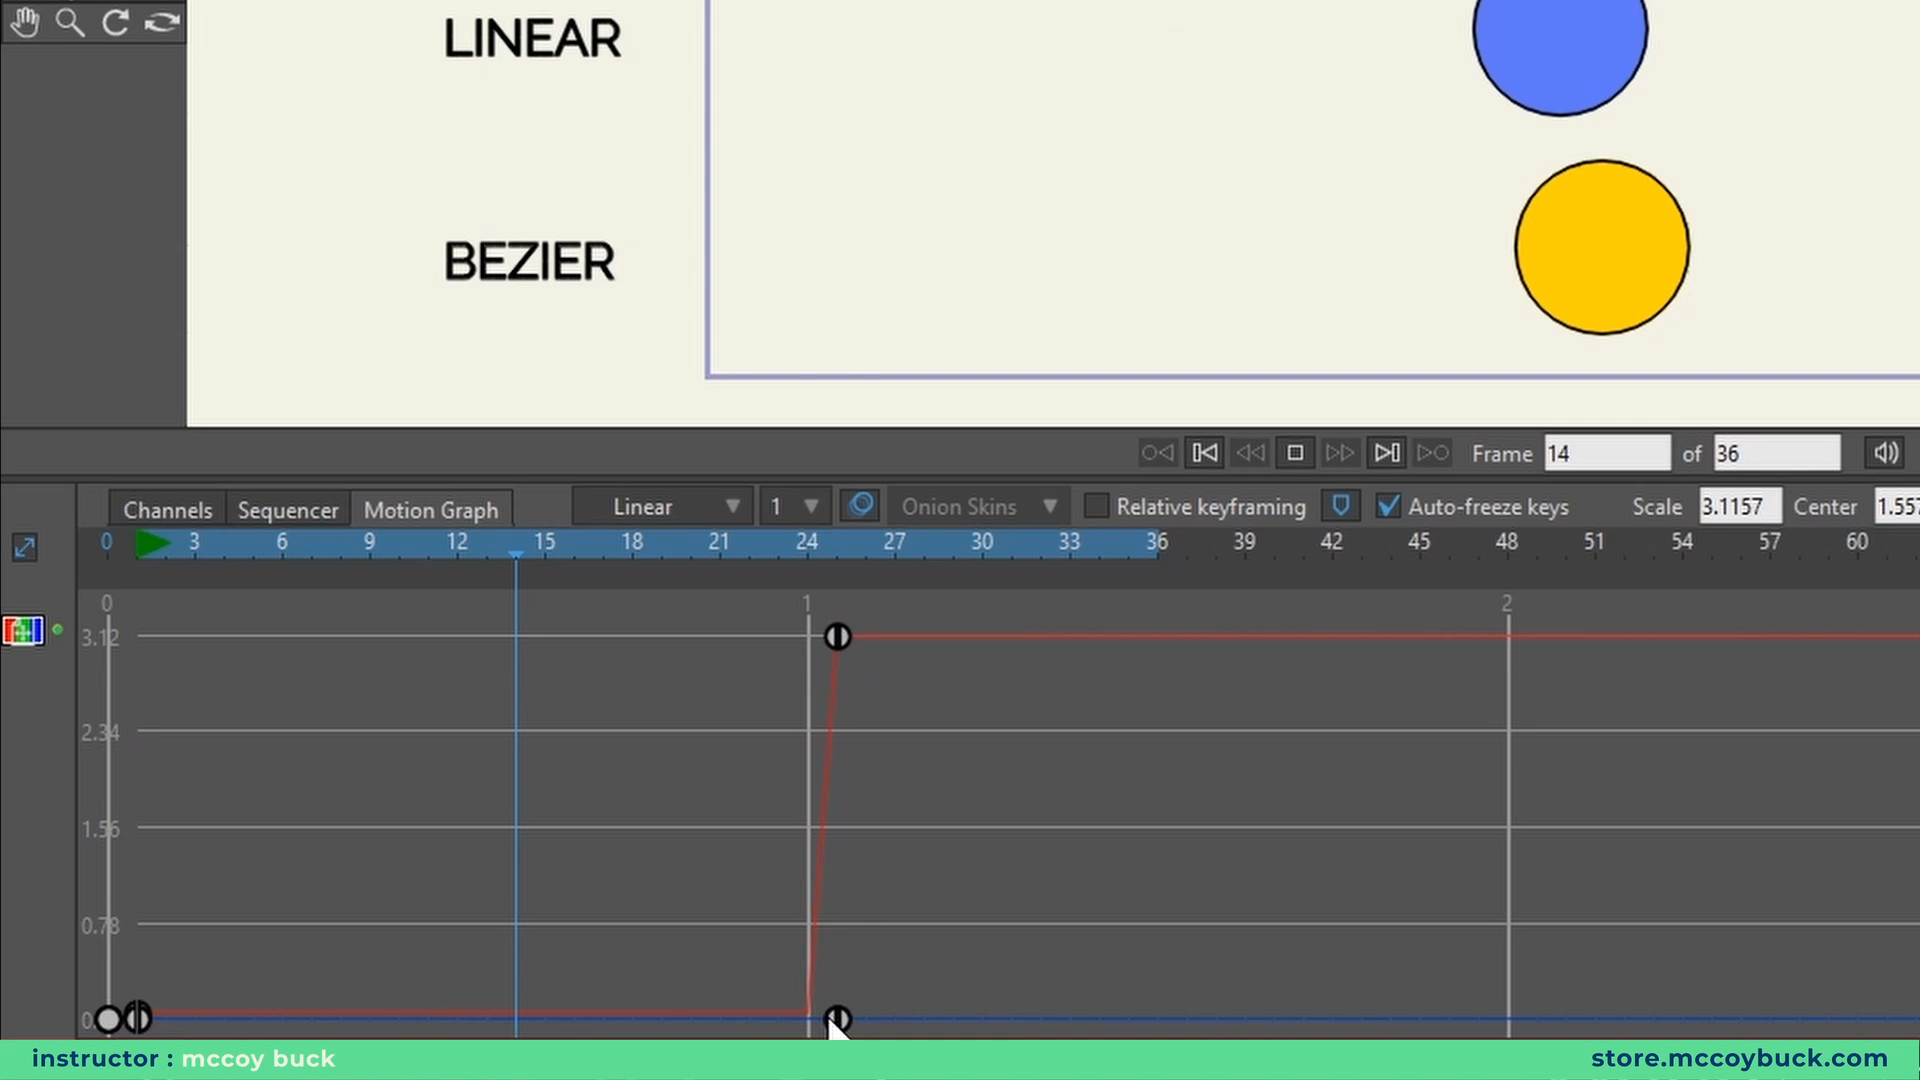 LINEAR
BEZIER
Frame 14 of 36
Channels Sequencer Motion Graph Linear 1 Onion Skins Relative keyframing Auto-freeze keys Scale 3.1157 Center 1.557
0 3 6 9 12 15 18 21 24 27 30 33 36 39 42 45 48 51 54 57 60
0 1 2
3.12
2.34
1.56
0.78
0.
instructor : mccoy buck
store.mccoybuck.com